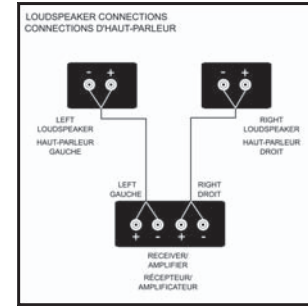 LOUDSPEAKER CONNECTIONS
CONNECTIONS D'HAUT-PARLEUR
- +
- +
LEFT
LOUDSPEAKER
HAUT-PARLEUR
GAUCHE
RIGHT
LOUDSPEAKER
HAUT-PARLEUR
DROIT
LEFT
GAUCHE
RIGHT
DROIT
+ - + -
RECEIVER/
AMPLIFIER
RÉCEPTEUR/
AMPLIFICATEUR